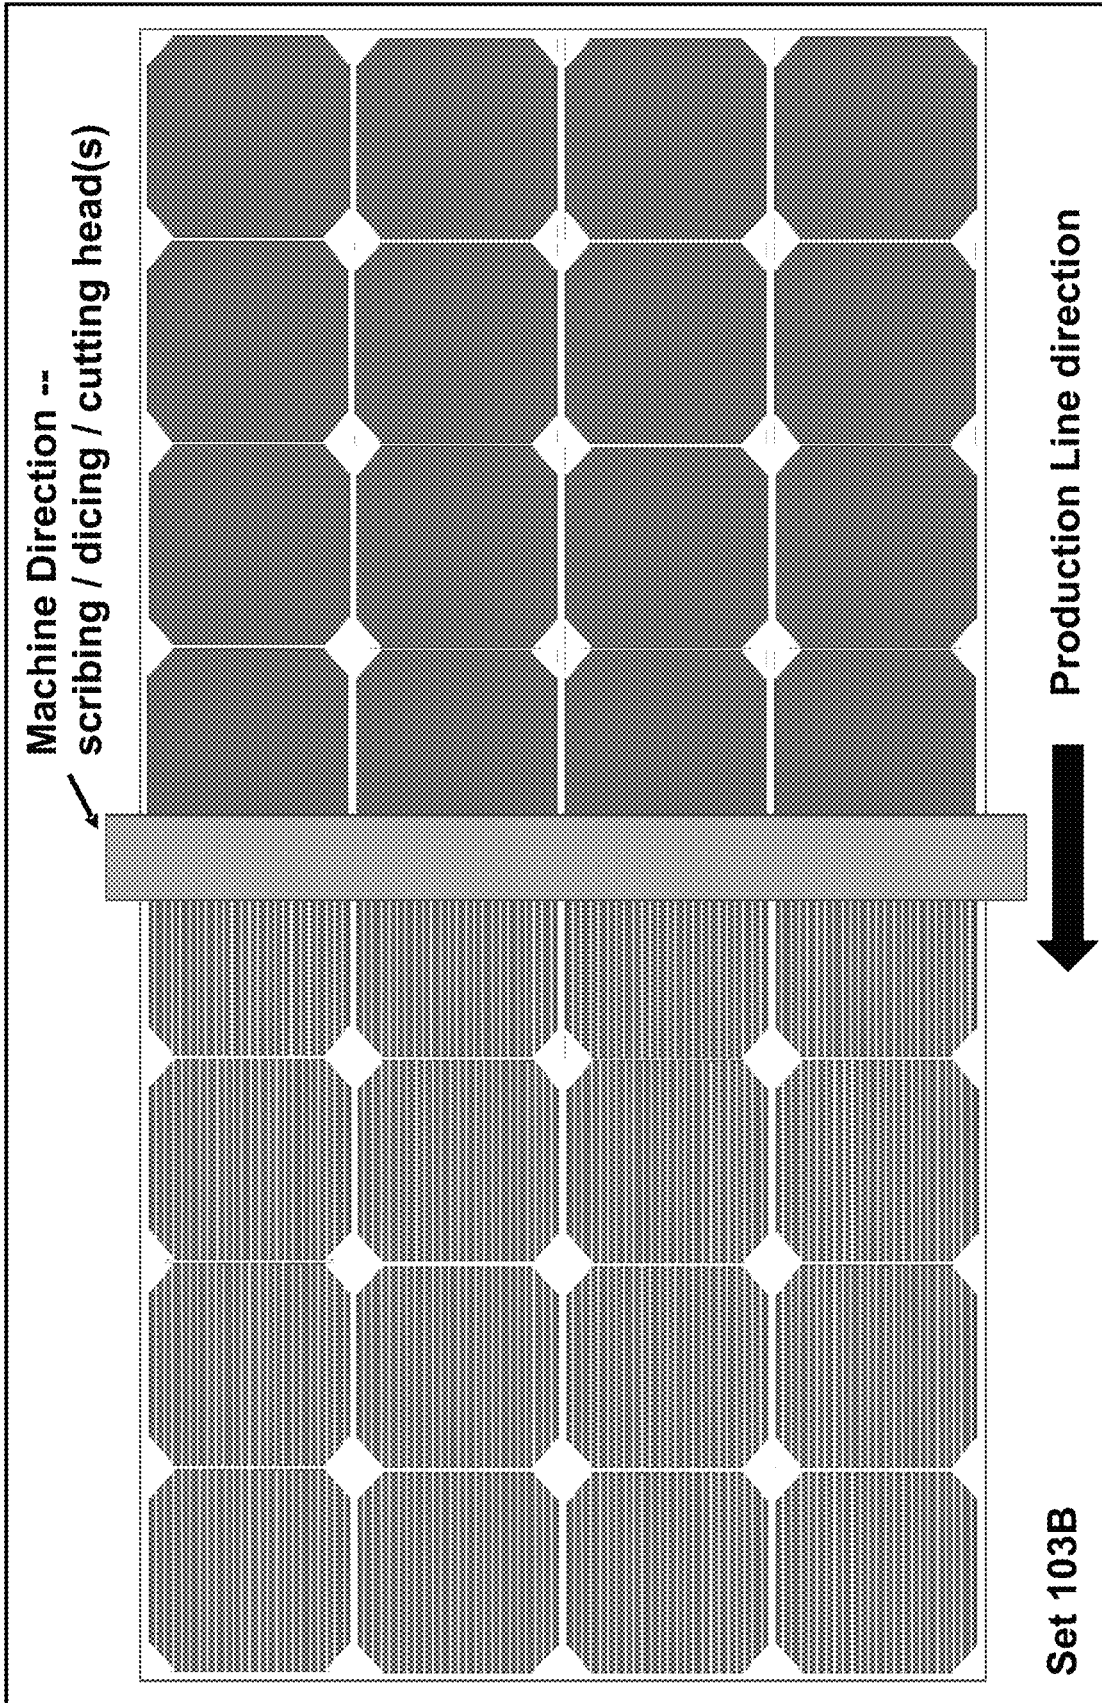 Machine Direction --
scribing / dicing / cutting head(s)
Set 103B
Production Line direction